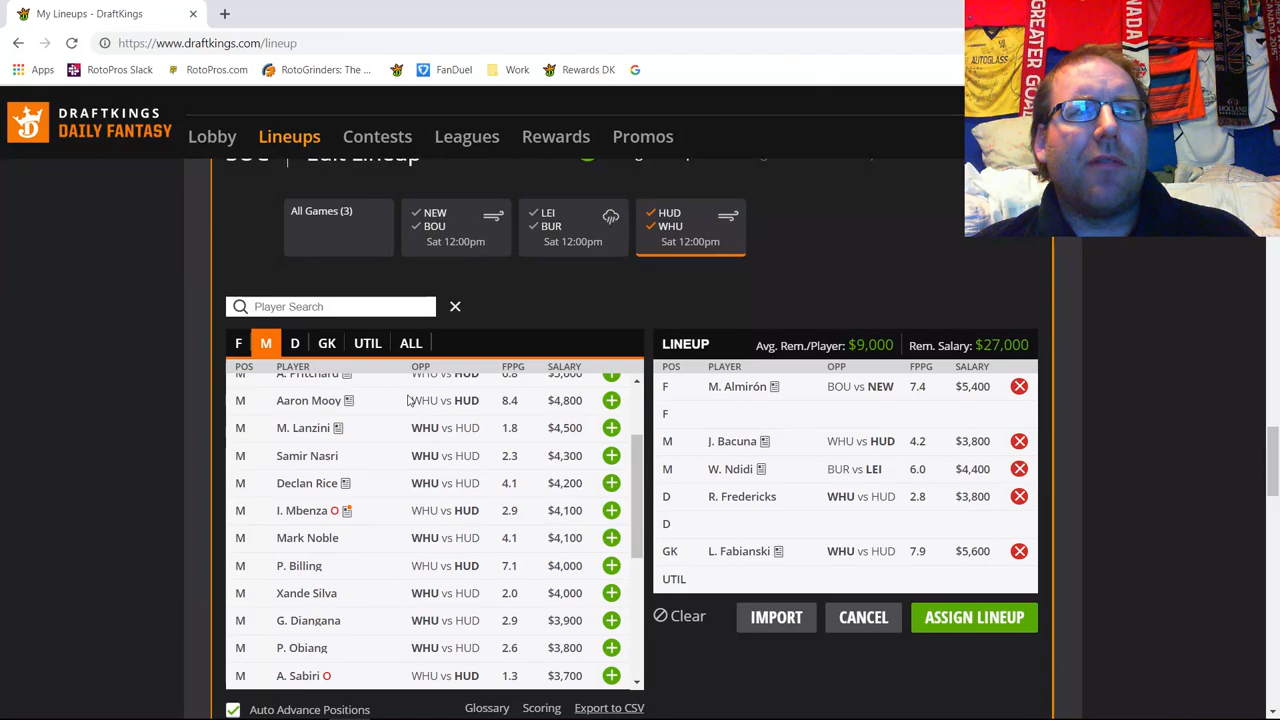 My Lineups - DraftKings
https://www.draftkings.com/lineup
Apps RotoPros Slack RotoPros.com RotoGrinders: The ... FanDuel Work Rewards DK
DRAFTKINGS
DAILY FANTASY
Lobby Lineups Contests Leagues Rewards Promos
Edit Lineup
All Games (3)
NEW
BOU
Sat 12:00pm
LEI
BUR
Sat 12:00pm
HUD
WHU
Sat 12:00pm
Player Search
F M D GK UTIL ALL
POS PLAYER OPP FPPG SALARY
M A. Pritchard WHU vs HUD
M Aaron Mooy WHU vs HUD 8.4 $4,800
M M. Lanzini WHU vs HUD 1.8 $4,500
M Samir Nasri WHU vs HUD 2.3 $4,300
M Declan Rice WHU vs HUD 4.1 $4,200
M I. Mbenza O WHU vs HUD 2.9 $4,100
M Mark Noble WHU vs HUD 4.1 $4,100
M P. Billing WHU vs HUD 7.1 $4,000
M Xande Silva WHU vs HUD 2.0 $4,000
M G. Diangana WHU vs HUD 2.9 $3,900
M P. Obiang WHU vs HUD 2.6 $3,800
M A. Sabiri O WHU vs HUD 1.3 $3,700
Auto Advance Positions
Glossary Scoring Export to CSV
LINEUP Avg. Rem./Player: $9,000 Rem. Salary: $27,000
POS PLAYER OPP FPPG SALARY
F M. Almirón BOU vs NEW 7.4 $5,400
F
M J. Bacuna WHU vs HUD 4.2 $3,800
M W. Ndidi BUR vs LEI 6.0 $4,400
D R. Fredericks WHU vs HUD 2.8 $3,800
D
GK L. Fabianski WHU vs HUD 7.9 $5,600
UTIL
Clear IMPORT CANCEL ASSIGN LINEUP
GREATER GOAL
AUTOGLASS
HOLLAND